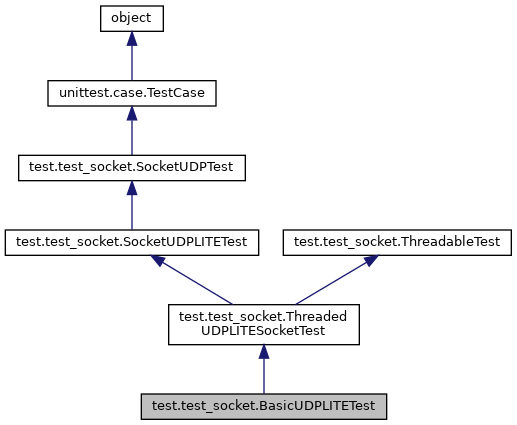 object
unittest.case.TestCase
test.test_socket.SocketUDPTest
test.test_socket.SocketUDPLITETest
test.test_socket.ThreadableTest
test.test_socket.Threaded
UDPLITESocketTest
test.test_socket.BasicUDPLITETest